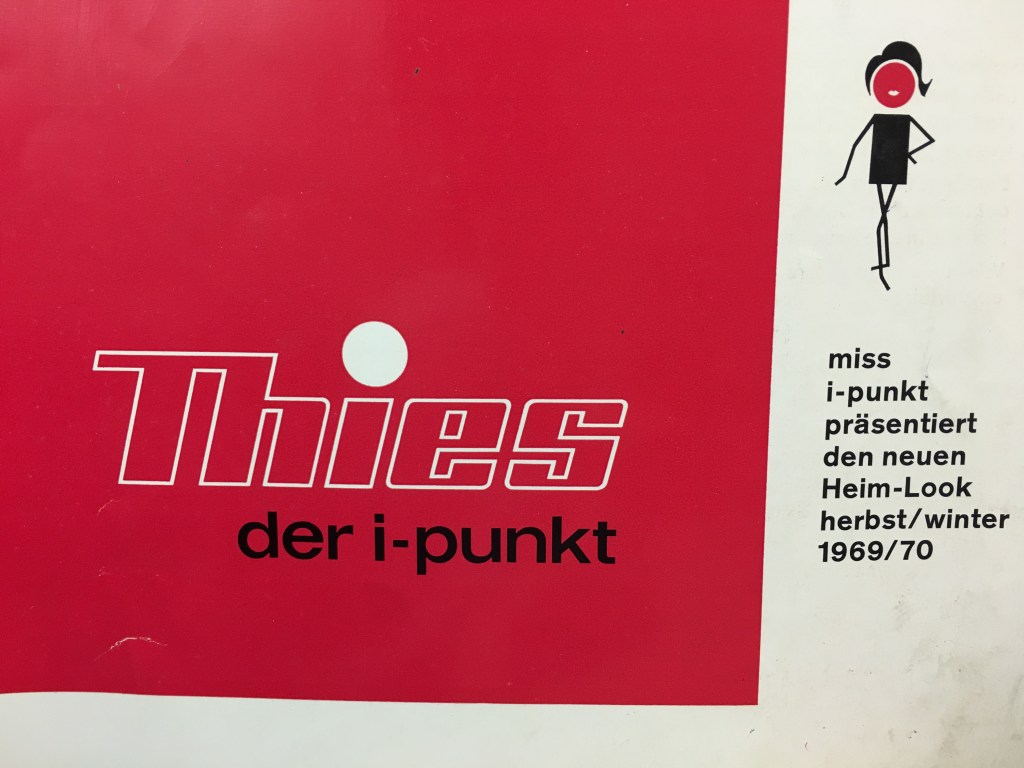 Thies
der i-punkt
miss
i-punkt
präsentiert
den neuen
Heim-Look
herbst/winter
1969/70